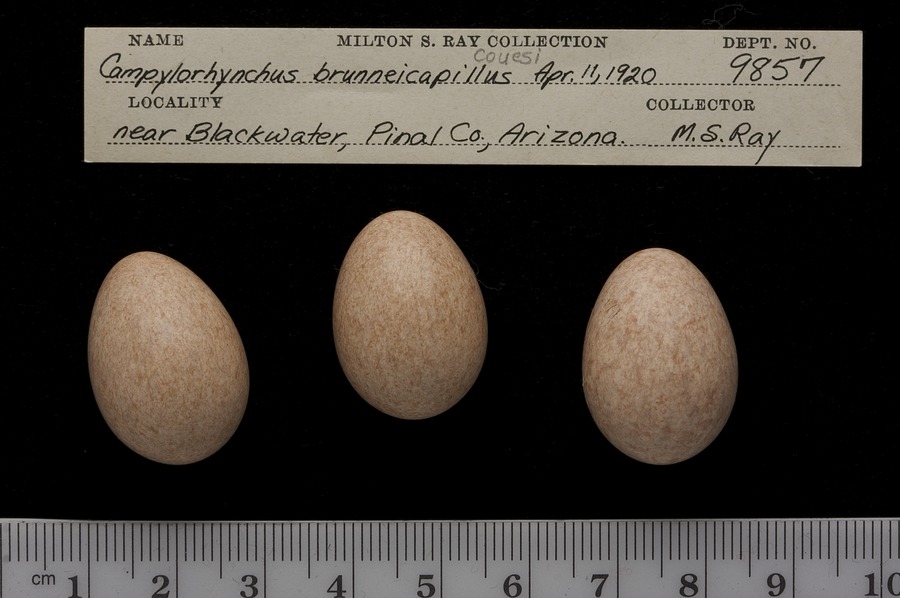 NAME MILTON S. RAY COLLECTION DEPT. NO.
couesi
Campylorhynchus brunneicapillus Apr. 11, 1920 9857
LOCALITY COLLECTOR
near Blackwater, Pinal Co., Arizona. M.S. Ray
cm 1 2 3 4 5 6 7 8 9 10